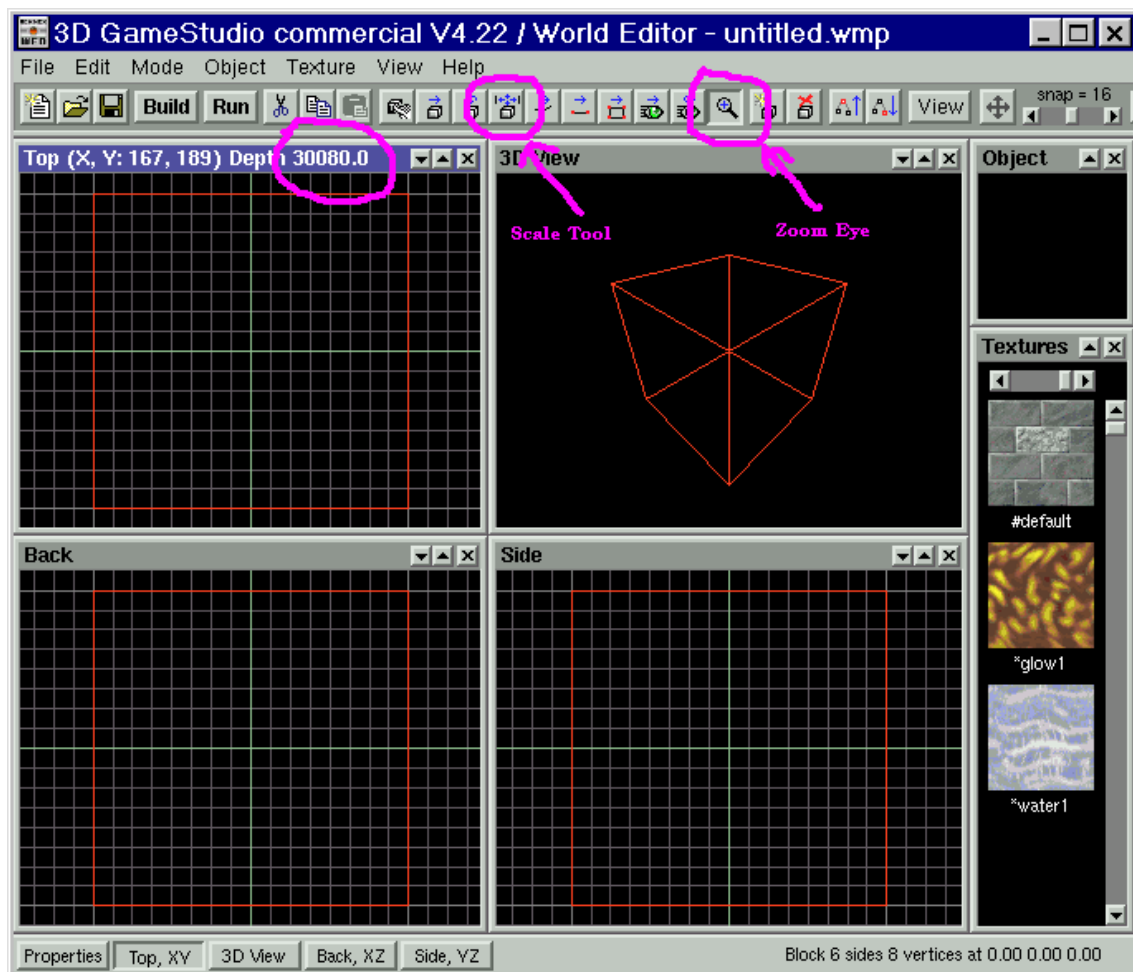 3D GameStudio commercial V4.22 / World Editor - untitled.wmp
File Edit Mode Object Texture View Help
Build Run View snap = 16
Top (X, Y: 167, 189) Depth 30080.0
3D View
Object
Scale Tool
Zoom Eye
Textures
#default
*glow1
*water1
Back
Side
Properties Top, XY 3D View Back, XZ Side, YZ Block 6 sides 8 vertices at 0.00 0.00 0.00